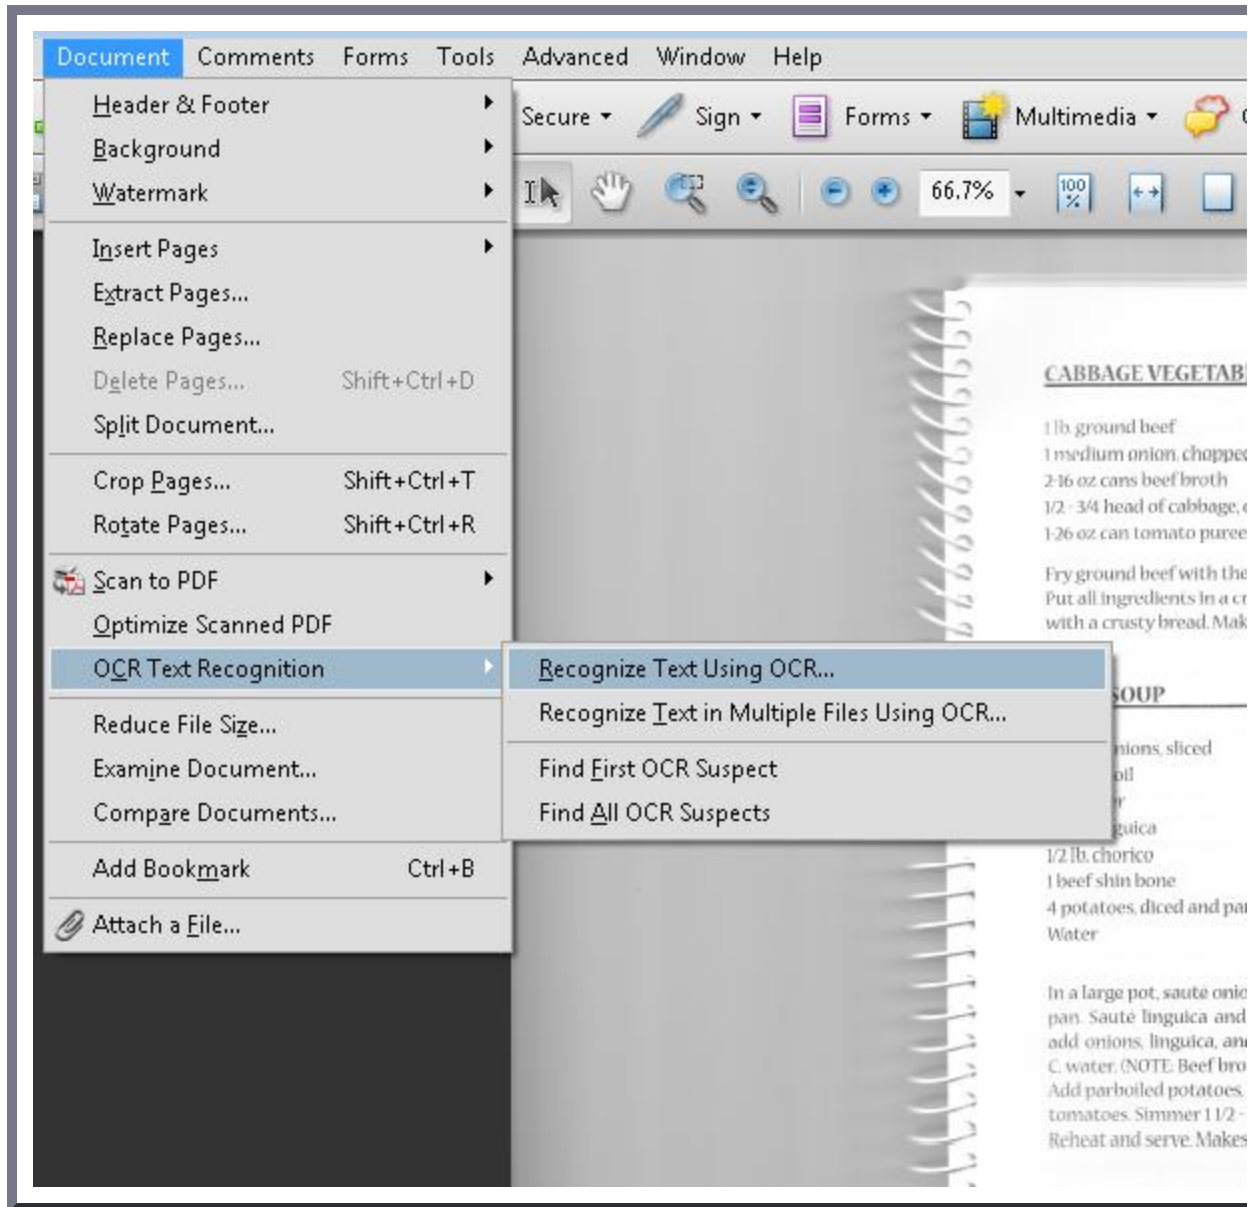 Document Comments Forms Tools Advanced Window Help
Secure Sign Forms Multimedia
66.7% 100 %
Header & Footer
Background
Watermark
Insert Pages
Extract Pages...
Replace Pages...
Delete Pages... Shift+Ctrl+D
Split Document...
Crop Pages... Shift+Ctrl+T
Rotate Pages... Shift+Ctrl+R
Scan to PDF
Optimize Scanned PDF
OCR Text Recognition
Reduce File Size...
Examine Document...
Compare Documents...
Add Bookmark Ctrl+B
Attach a File...
Recognize Text Using OCR...
Recognize Text in Multiple Files Using OCR...
Find First OCR Suspect
Find All OCR Suspects
CABBAGE VEGETAB
1 lb. ground beef
1 medium onion, chopped
2-16 oz cans beef broth
1/2 - 3/4 head of cabbage,
1-26 oz can tomato puree
Fry ground beef with the
Put all ingredients in a
with a crusty bread.
SOUP
sliced
oil
1/2 lb. chorico
1 beef shin bone
4 potatoes, diced and
Water
In a large pot, saute
pan. Saute linguica and
add onions, linguica,
C. water. (NOTE: Beef
Add parboiled potatoes,
tomatoes. Simmer 1 1/2 -
Reheat and serve. Makes